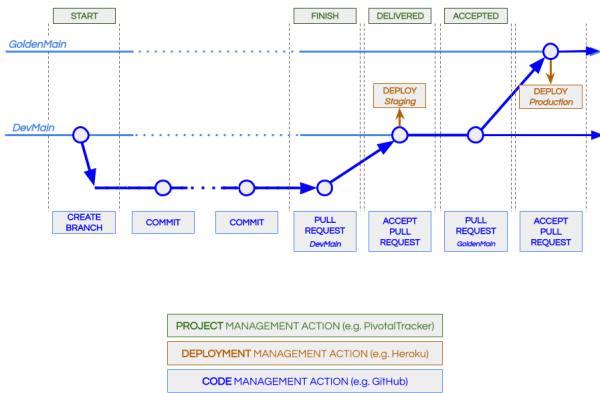 START
FINISH
DELIVERED
ACCEPTED
GoldenMain
DEPLOY
Staging
DEPLOY
Production
DevMain
CREATE
BRANCH
COMMIT
COMMIT
PULL
REQUEST
DevMain
ACCEPT
PULL
REQUEST
PULL
REQUEST
GoldenMain
ACCEPT
PULL
REQUEST
PROJECT MANAGEMENT ACTION (e.g. PivotalTracker)
DEPLOYMENT MANAGEMENT ACTION (e.g. Heroku)
CODE MANAGEMENT ACTION (e.g. GitHub)